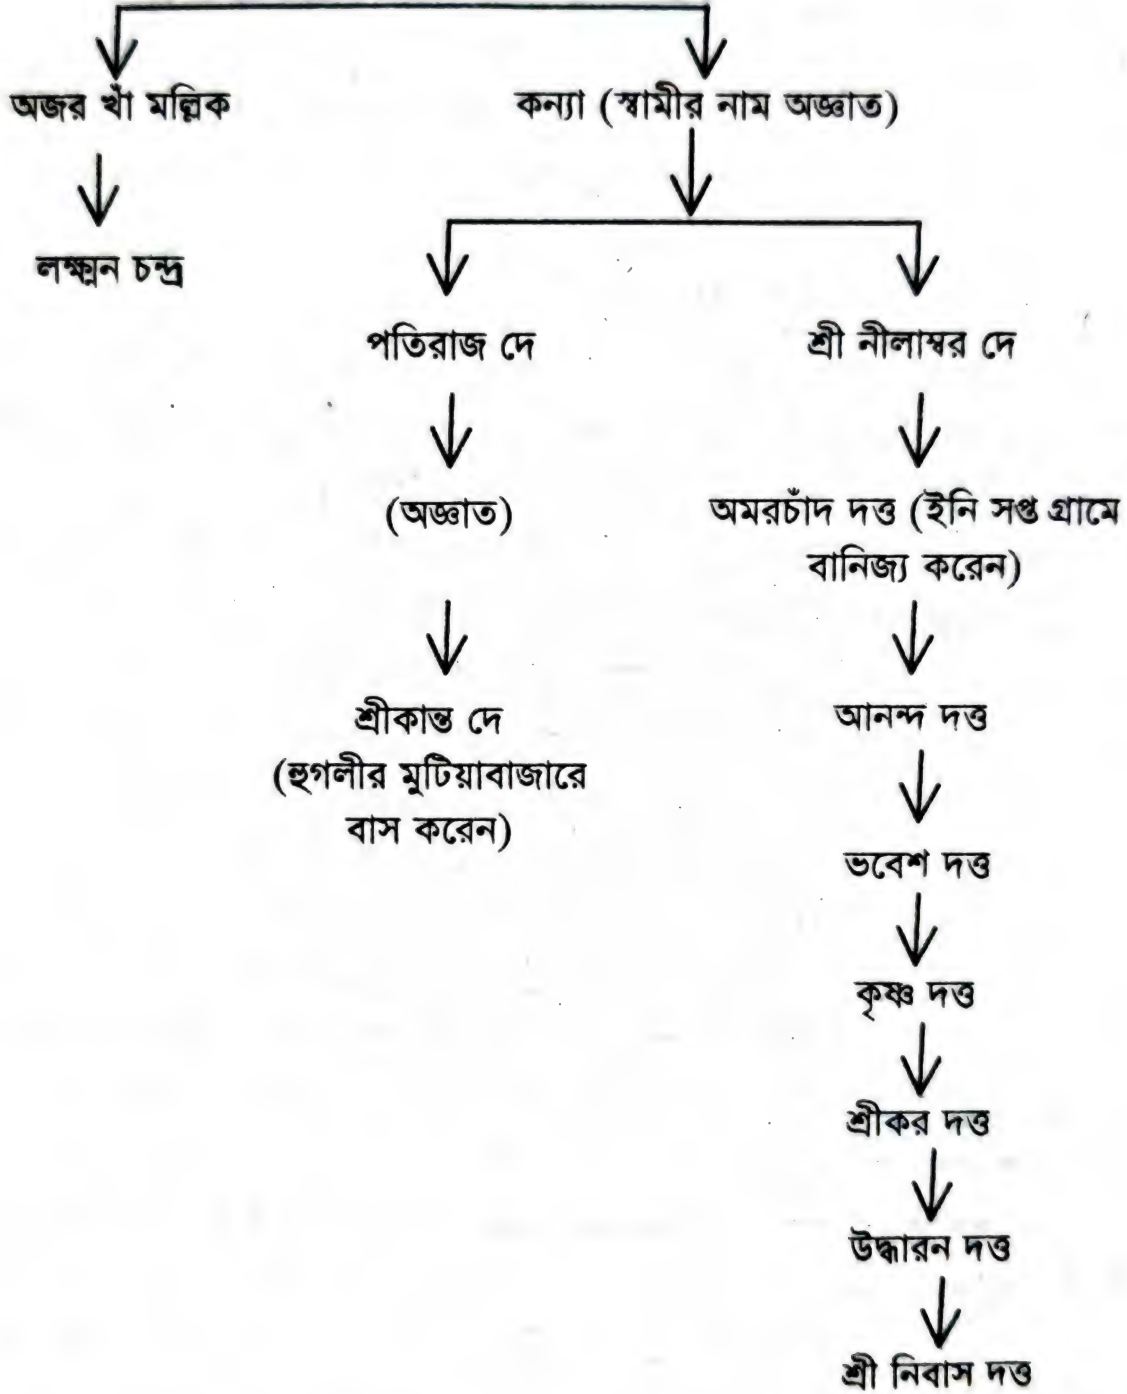 অজর খাঁ মল্লিক
কন্যা (স্বামীর নাম অজ্ঞাত)
লক্ষ্মন চন্দ্র
পতিরাজ দে
শ্রী নীলাম্বর দে
(অজ্ঞাত)
অমরচাঁদ দত্ত (ইনি সপ্ত গ্রামে
বানিজ্য করেন)
শ্রীকান্ত দে
(হুগলীর মুটিয়াবাজারে
বাস করেন)
আনন্দ দত্ত
ভবেশ দত্ত
কৃষ্ণ দত্ত
শ্রীকর দত্ত
উদ্ধারন দত্ত
শ্রী নিবাস দত্ত